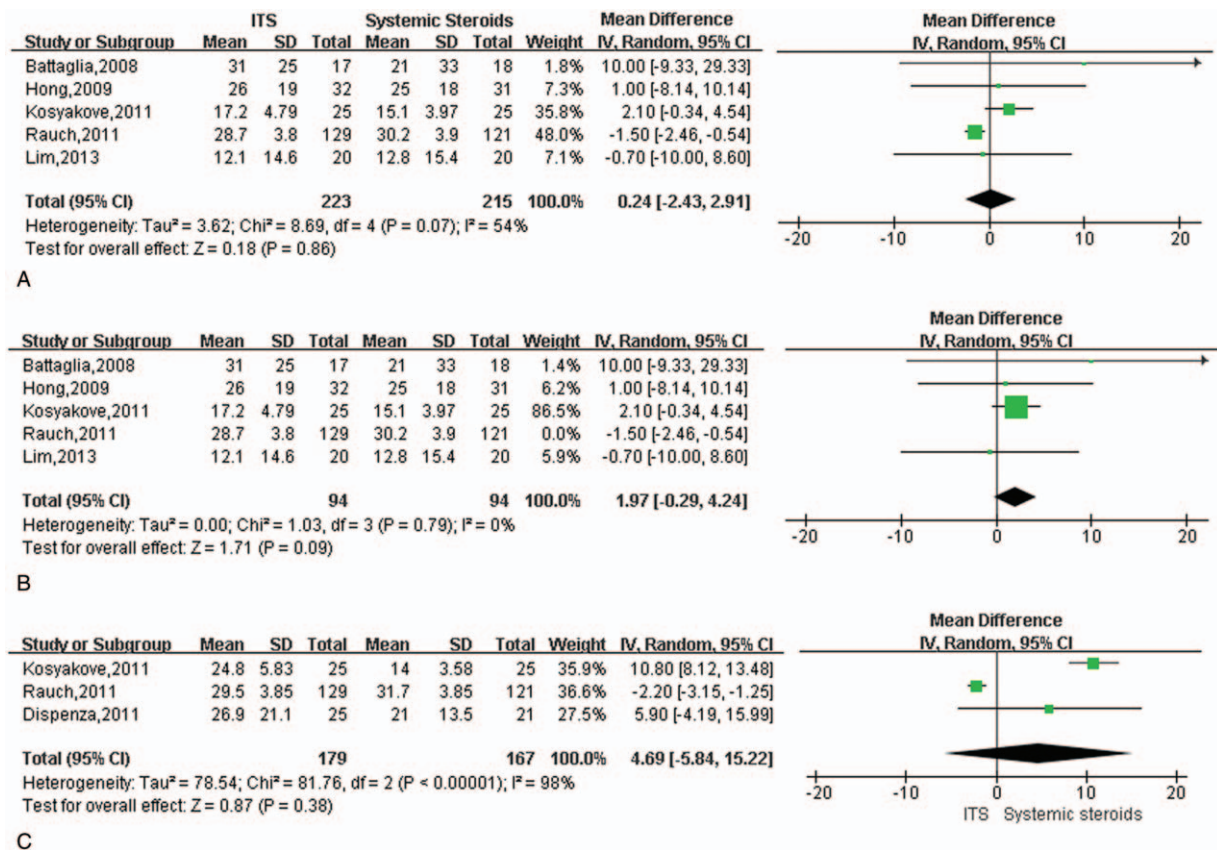 ITS Systemic Steroids Mean Difference Mean Difference
Study or Subgroup Mean SD Total Mean SD Total Weight IV, Random, 95% CI IV, Random, 95% CI
Battaglia,2008 31 25 17 21 33 18 1.8% 10.00 [-9.33, 29.33]
Hong,2009 26 19 32 25 18 31 7.3% 1.00 [-8.14, 10.14]
Kosyakove,2011 17.2 4.79 25 15.1 3.97 25 35.8% 2.10 [-0.34, 4.54]
Rauch,2011 28.7 3.8 129 30.2 3.9 121 48.0% -1.50 [-2.46, -0.54]
Lim,2013 12.1 14.6 20 12.8 15.4 20 7.1% -0.70 [-10.00, 8.60]
Total (95% CI) 223 215 100.0% 0.24 [-2.43, 2.91]
Heterogeneity: Tau² = 3.62; Chi² = 8.69, df = 4 (P = 0.07); I² = 54%
Test for overall effect: Z = 0.18 (P = 0.86)
-20 -10 0 10 20
A
Mean Difference
Study or Subgroup Mean SD Total Mean SD Total Weight IV, Random, 95% CI IV, Random, 95% CI
Battaglia,2008 31 25 17 21 33 18 1.4% 10.00 [-9.33, 29.33]
Hong,2009 26 19 32 25 18 31 6.2% 1.00 [-8.14, 10.14]
Kosyakove,2011 17.2 4.79 25 15.1 3.97 25 86.5% 2.10 [-0.34, 4.54]
Rauch,2011 28.7 3.8 129 30.2 3.9 121 0.0% -1.50 [-2.46, -0.54]
Lim,2013 12.1 14.6 20 12.8 15.4 20 5.9% -0.70 [-10.00, 8.60]
Total (95% CI) 94 94 100.0% 1.97 [-0.29, 4.24]
Heterogeneity: Tau² = 0.00; Chi² = 1.03, df = 3 (P = 0.79); I² = 0%
Test for overall effect: Z = 1.71 (P = 0.09)
-20 -10 0 10 20
B
Mean Difference
Study or Subgroup Mean SD Total Mean SD Total Weight IV, Random, 95% CI IV, Random, 95% CI
Kosyakove,2011 24.8 5.83 25 14 3.58 25 35.9% 10.80 [8.12, 13.48]
Rauch,2011 29.5 3.85 129 31.7 3.85 121 36.6% -2.20 [-3.15, -1.25]
Dispenza,2011 26.9 21.1 25 21 13.5 21 27.5% 5.90 [-4.19, 15.99]
Total (95% CI) 179 167 100.0% 4.69 [-5.84, 15.22]
Heterogeneity: Tau² = 78.54; Chi² = 81.76, df = 2 (P < 0.00001); I² = 98%
Test for overall effect: Z = 0.87 (P = 0.38)
-20 -10 0 10 20
ITS Systemic steroids
C